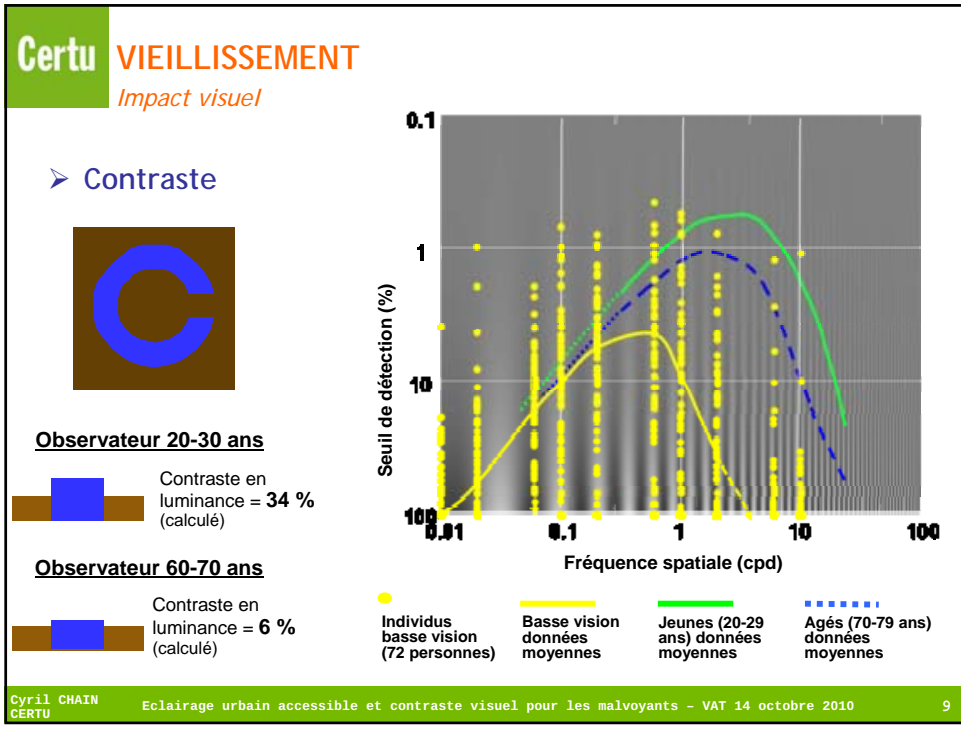 Certu
VIEILLISSEMENT
Impact visuel
➢ Contraste
Observateur 20-30 ans
Contraste en
luminance = 34 %
(calculé)
Observateur 60-70 ans
Contraste en
luminance = 6 %
(calculé)
Seuil de détection (%)
0.1
1
10
100
0.01
0.1
1
10
100
Fréquence spatiale (cpd)
Individus
basse vision
(72 personnes)
Basse vision
données
moyennes
Jeunes (20-29
ans) données
moyennes
Agés (70-79 ans)
données
moyennes
Cyril CHAIN
CERTU
Eclairage urbain accessible et contraste visuel pour les malvoyants – VAT 14 octobre 2010
9